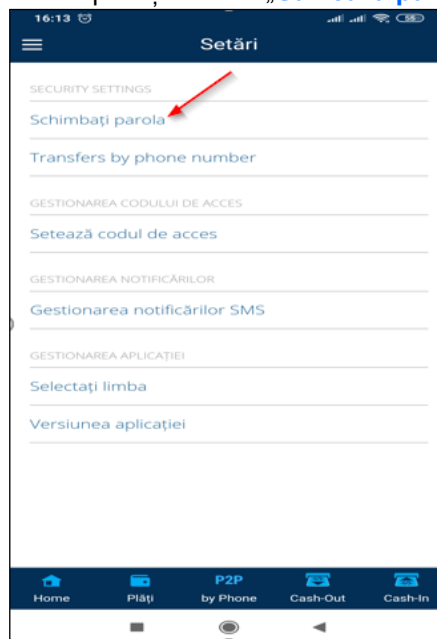 16:13
Setări
SECURITY SETTINGS
Schimbați parola
Transfers by phone number
GESTIONAREA CODULUI DE ACCES
Setează codul de acces
GESTIONAREA NOTIFICĂRILOR
Gestionarea notificărilor SMS
GESTIONAREA APLICAȚIEI
Selectați limba
Versiunea aplicației
P2P
Home Plăți by Phone Cash-Out Cash-In